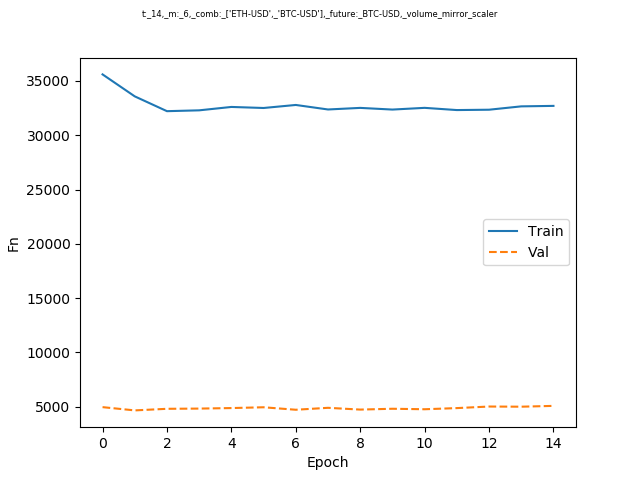 t:_14,_m:_6,_comb:_['ETH-USD',_'BTC-USD'],_future:_BTC-USD,_volume_mirror_scaler
35000
30000
25000
20000
15000
10000
5000
Fn
Train
Val
0 2 4 6 8 10 12 14
Epoch